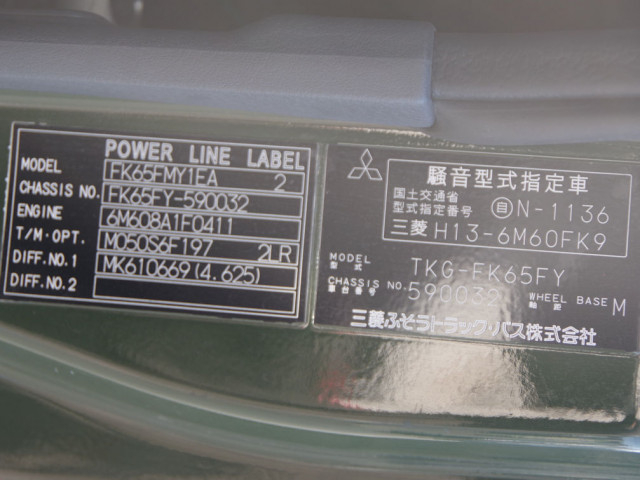 POWER LINE LABEL
MODEL FK65FMY1EA 2
CHASSIS NO. FK65FY-590032
ENGINE 6M608A1F0411
T/M・OPT. M050S6F197 2LR
DIFF. NO.1 MK610669(4.625)
DIFF. NO.2
騒音型式指定車
国土交通省
型式指定番号 自N-1136
三菱 H13-6M60FK9
MODEL
型式 TKG-FK65FY
CHASSIS NO.
車台番号 590032
WHEEL BASE
軸距 M
三菱ふそうトラック・バス株式会社